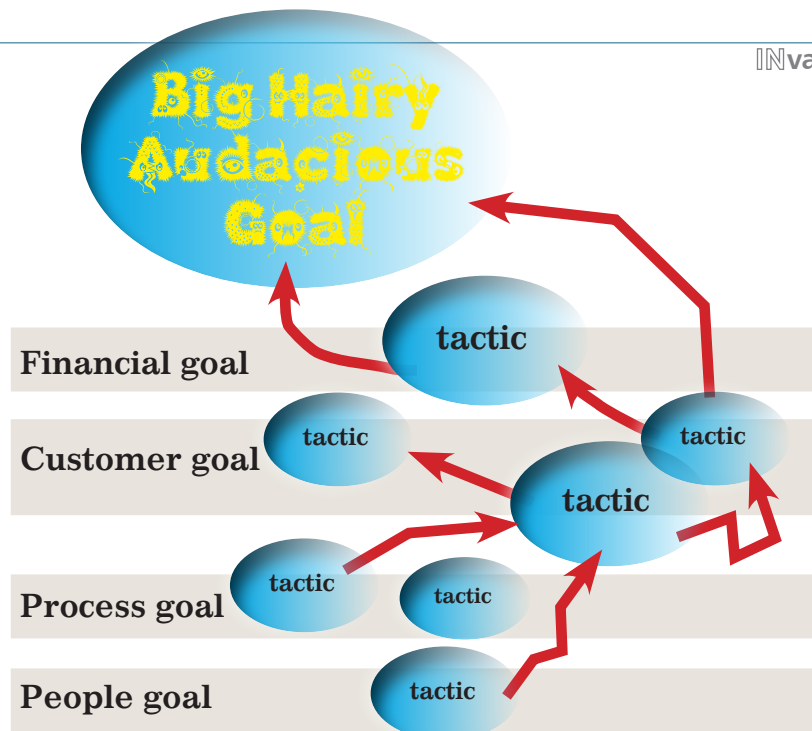 INva
Big Hairy
Audacious
Goal
tactic
Financial goal
tactic
tactic
Customer goal
tactic
tactic
tactic
Process goal
tactic
People goal